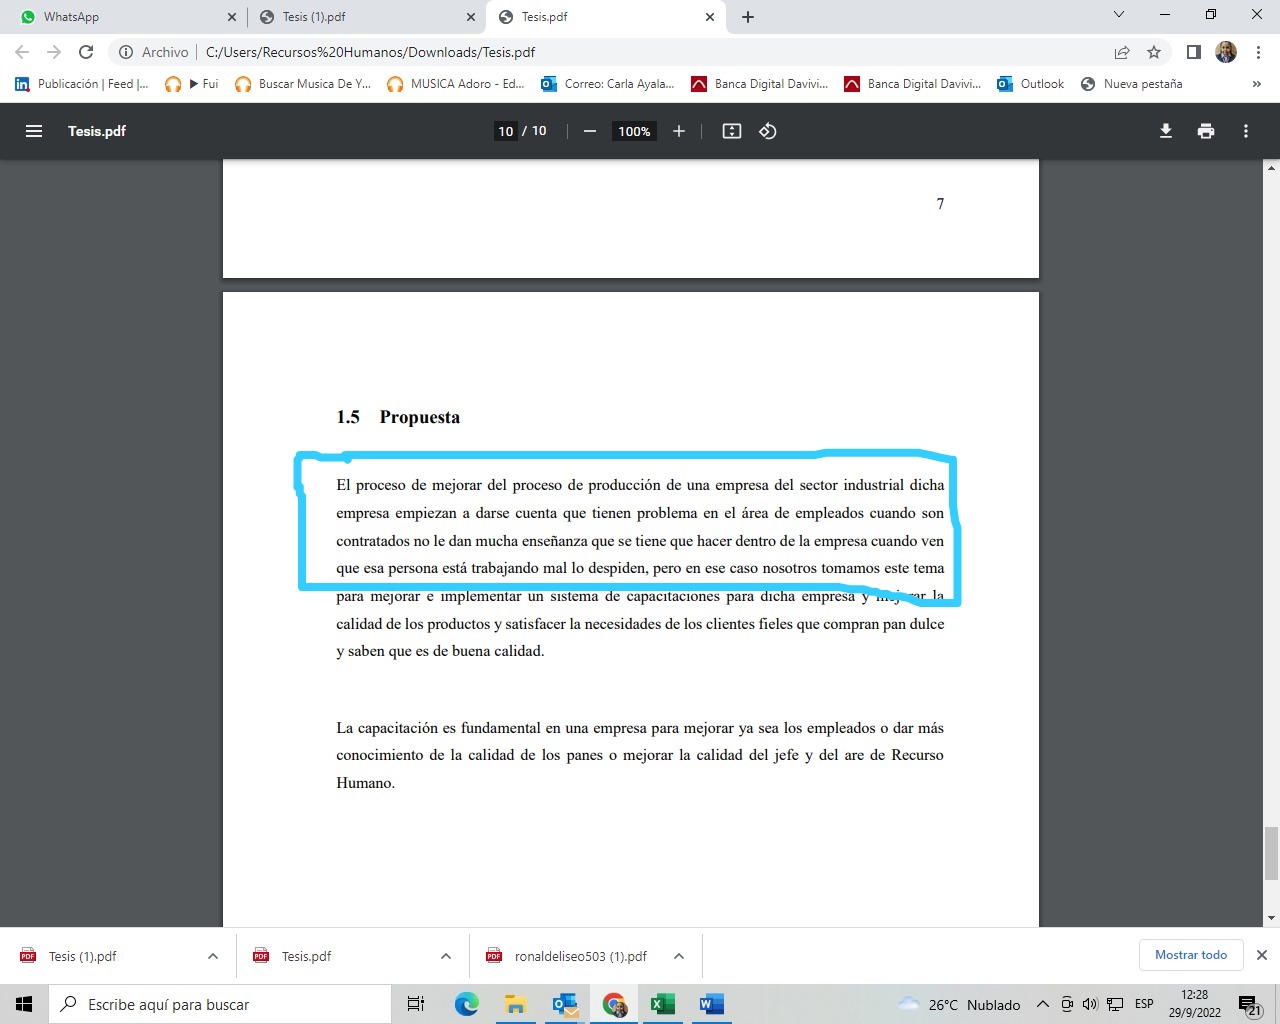 WhatsApp
Tesis (1).pdf
Tesis.pdf
Archivo
C:/Users/Recursos%20Humanos/Downloads/Tesis.pdf
Publicación | Feed |...
Fui
Buscar Musica De Y...
MUSICA Adoro - Ed...
Correo: Carla Ayala...
Banca Digital Davivi...
Banca Digital Davivi...
Outlook
Nueva pestaña
»
Tesis.pdf
10 / 10
100%
7
1.5 Propuesta
El proceso de mejorar del proceso de producción de una empresa del sector industrial dicha
empresa empiezan a darse cuenta que tienen problema en el área de empleados cuando son
contratados no le dan mucha enseñanza que se tiene que hacer dentro de la empresa cuando ven
que esa persona está trabajando mal lo despiden, pero en ese caso nosotros tomamos este tema
para mejorar e implementar un sistema de capacitaciones para dicha empresa y mejorar la
calidad de los productos y satisfacer la necesidades de los clientes fieles que compran pan dulce
y saben que es de buena calidad.
La capacitación es fundamental en una empresa para mejorar ya sea los empleados o dar más
conocimiento de la calidad de los panes o mejorar la calidad del jefe y del are de Recurso
Humano.
PDF
Tesis (1).pdf
PDF
Tesis.pdf
PDF
ronaldeliseo503 (1).pdf
Mostrar todo
Escribe aquí para buscar
26°C Nublado
ESP
12:28
29/9/2022
21